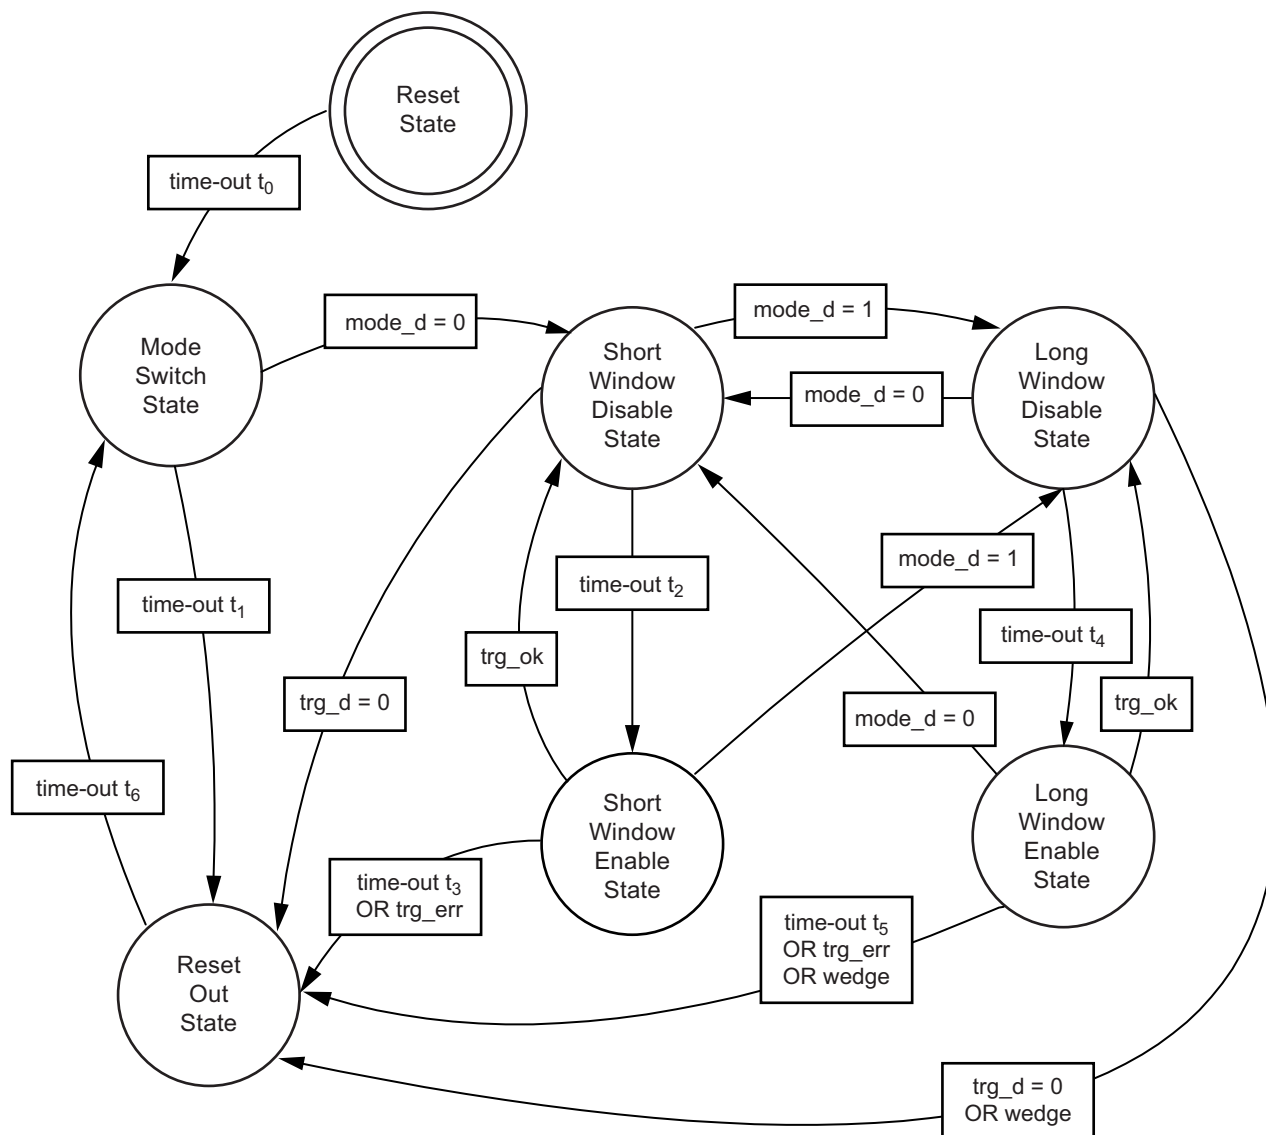 Reset
State
time-out t0
mode_d = 0
mode_d = 1
Mode
Switch
State
Short
Window
Disable
State
mode_d = 0
Long
Window
Disable
State
mode_d = 1
time-out t2
time-out t1
time-out t4
trg_ok
trg_d = 0
mode_d = 0
trg_ok
time-out t6
Short
Window
Enable
State
Long
Window
Enable
State
time-out t3
OR trg_err
time-out t5
OR trg_err
OR wedge
Reset
Out
State
trg_d = 0
OR wedge